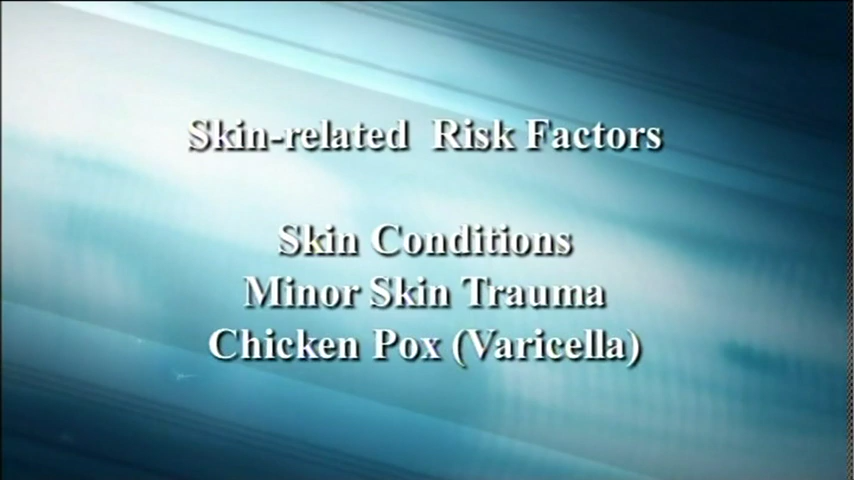 Skin-related Risk Factors
Skin Conditions
Minor Skin Trauma
Chicken Pox (Varicella)